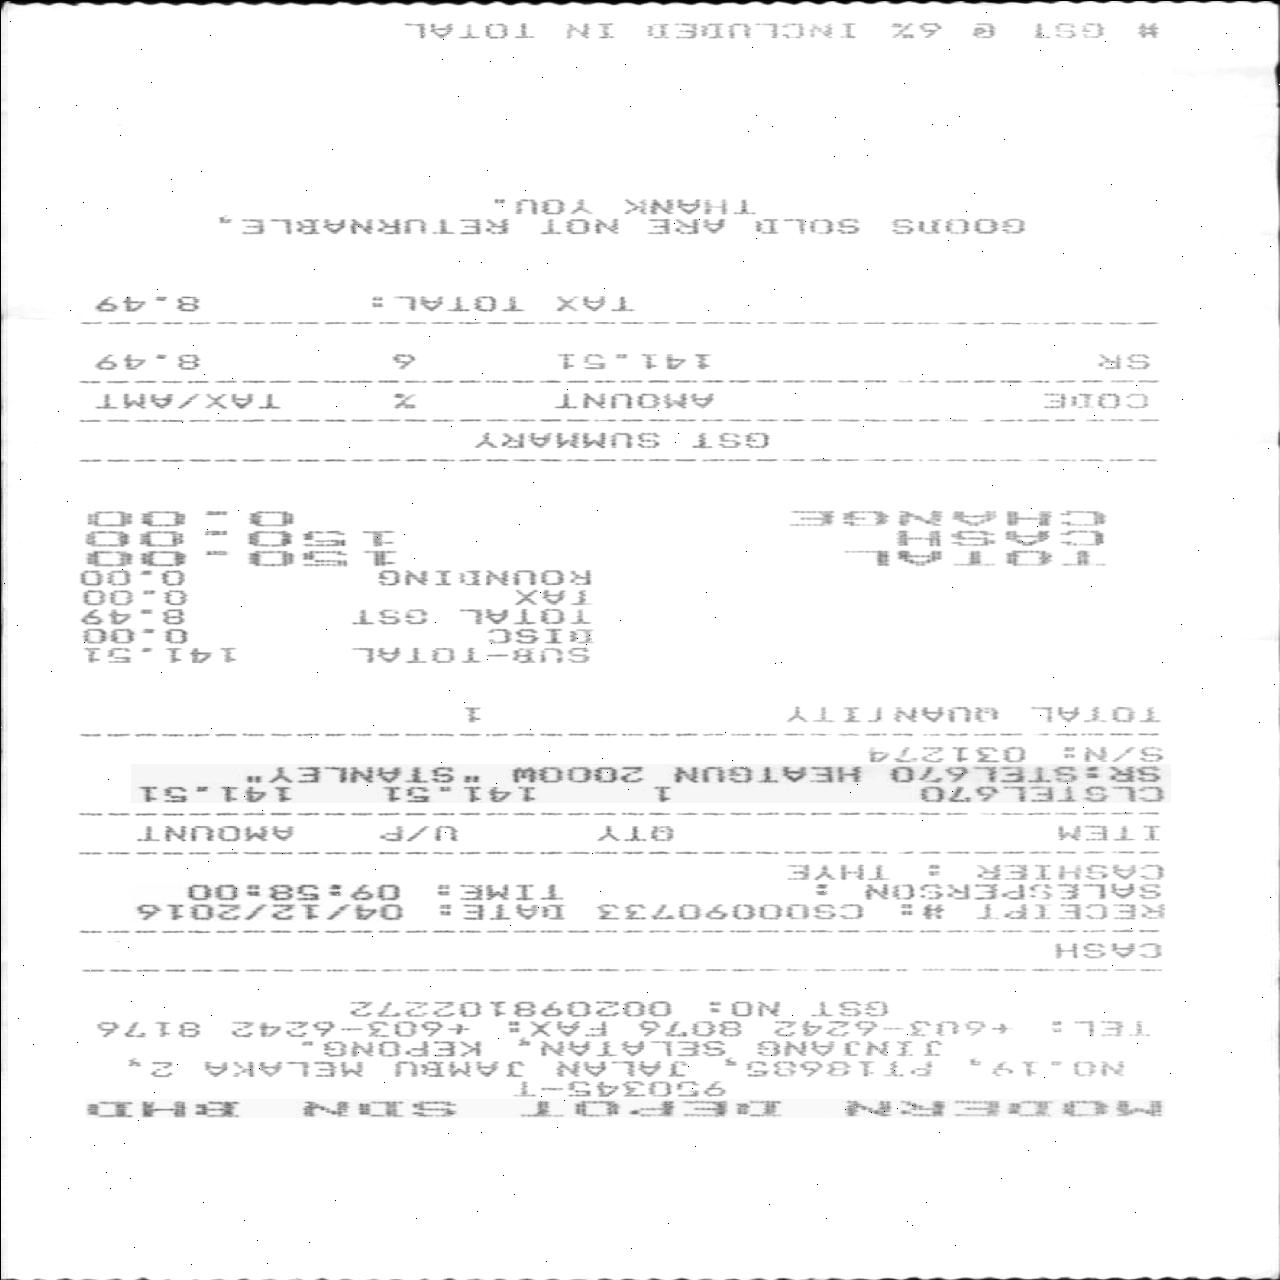 MODERN DEPOT SDN BHD
950345-T
NO.19, PT18685, JALAN JAMBU MELAKA 2,
JINJANG SELATAN, KEPONG.
TEL: +603-6242 8076 FAX: +603-6242 8176
GST NO: 002098102272
CASH
RECEIPT #: CS00090733 DATE: 04/12/2016
SALESPERSON : TIME: 09:58:00
CASHIER : THYE
ITEM QTY U/P AMOUNT
CLSTEL670 1 141.51 141.51
SR:STEL670 HEATGUN 2000W "STANLEY"
S/N: 031274
TOTAL QUANTITY 1
SUB-TOTAL 141.51
DISC 0.00
TOTAL GST 8.49
TAX 0.00
ROUNDING 0.00
TOTAL 150.00
CASH 150.00
CHANGE 0.00
GST SUMMARY
CODE AMOUNT % TAX/AMT
SR 141.51 6 8.49
TAX TOTAL: 8.49
GOODS SOLD ARE NOT RETURNABLE,
THANK YOU.
# GST @ 6% INCLUDED IN TOTAL